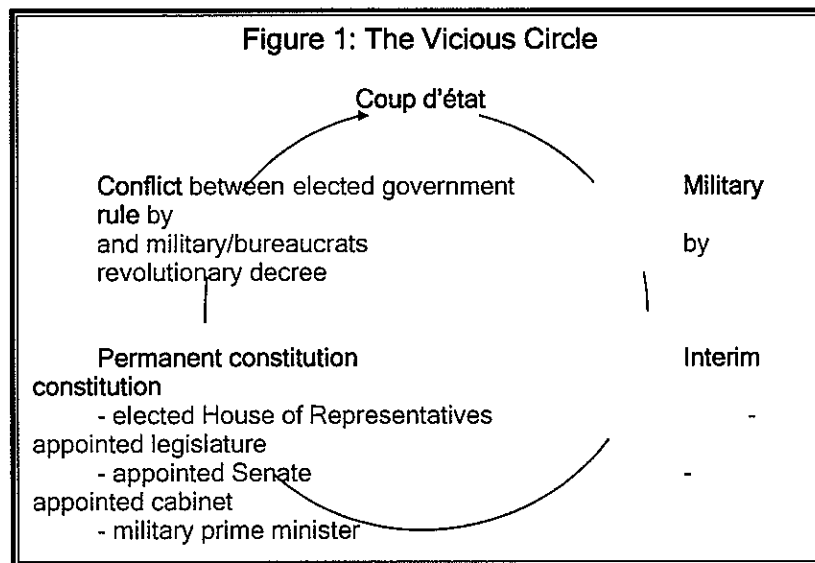 Figure 1: The Vicious Circle
Coup d'état
Conflict between elected government Military
rule by
and military/bureaucrats by
revolutionary decree
Permanent constitution Interim
constitution
- elected House of Representatives -
appointed legislature
- appointed Senate -
appointed cabinet
- military prime minister